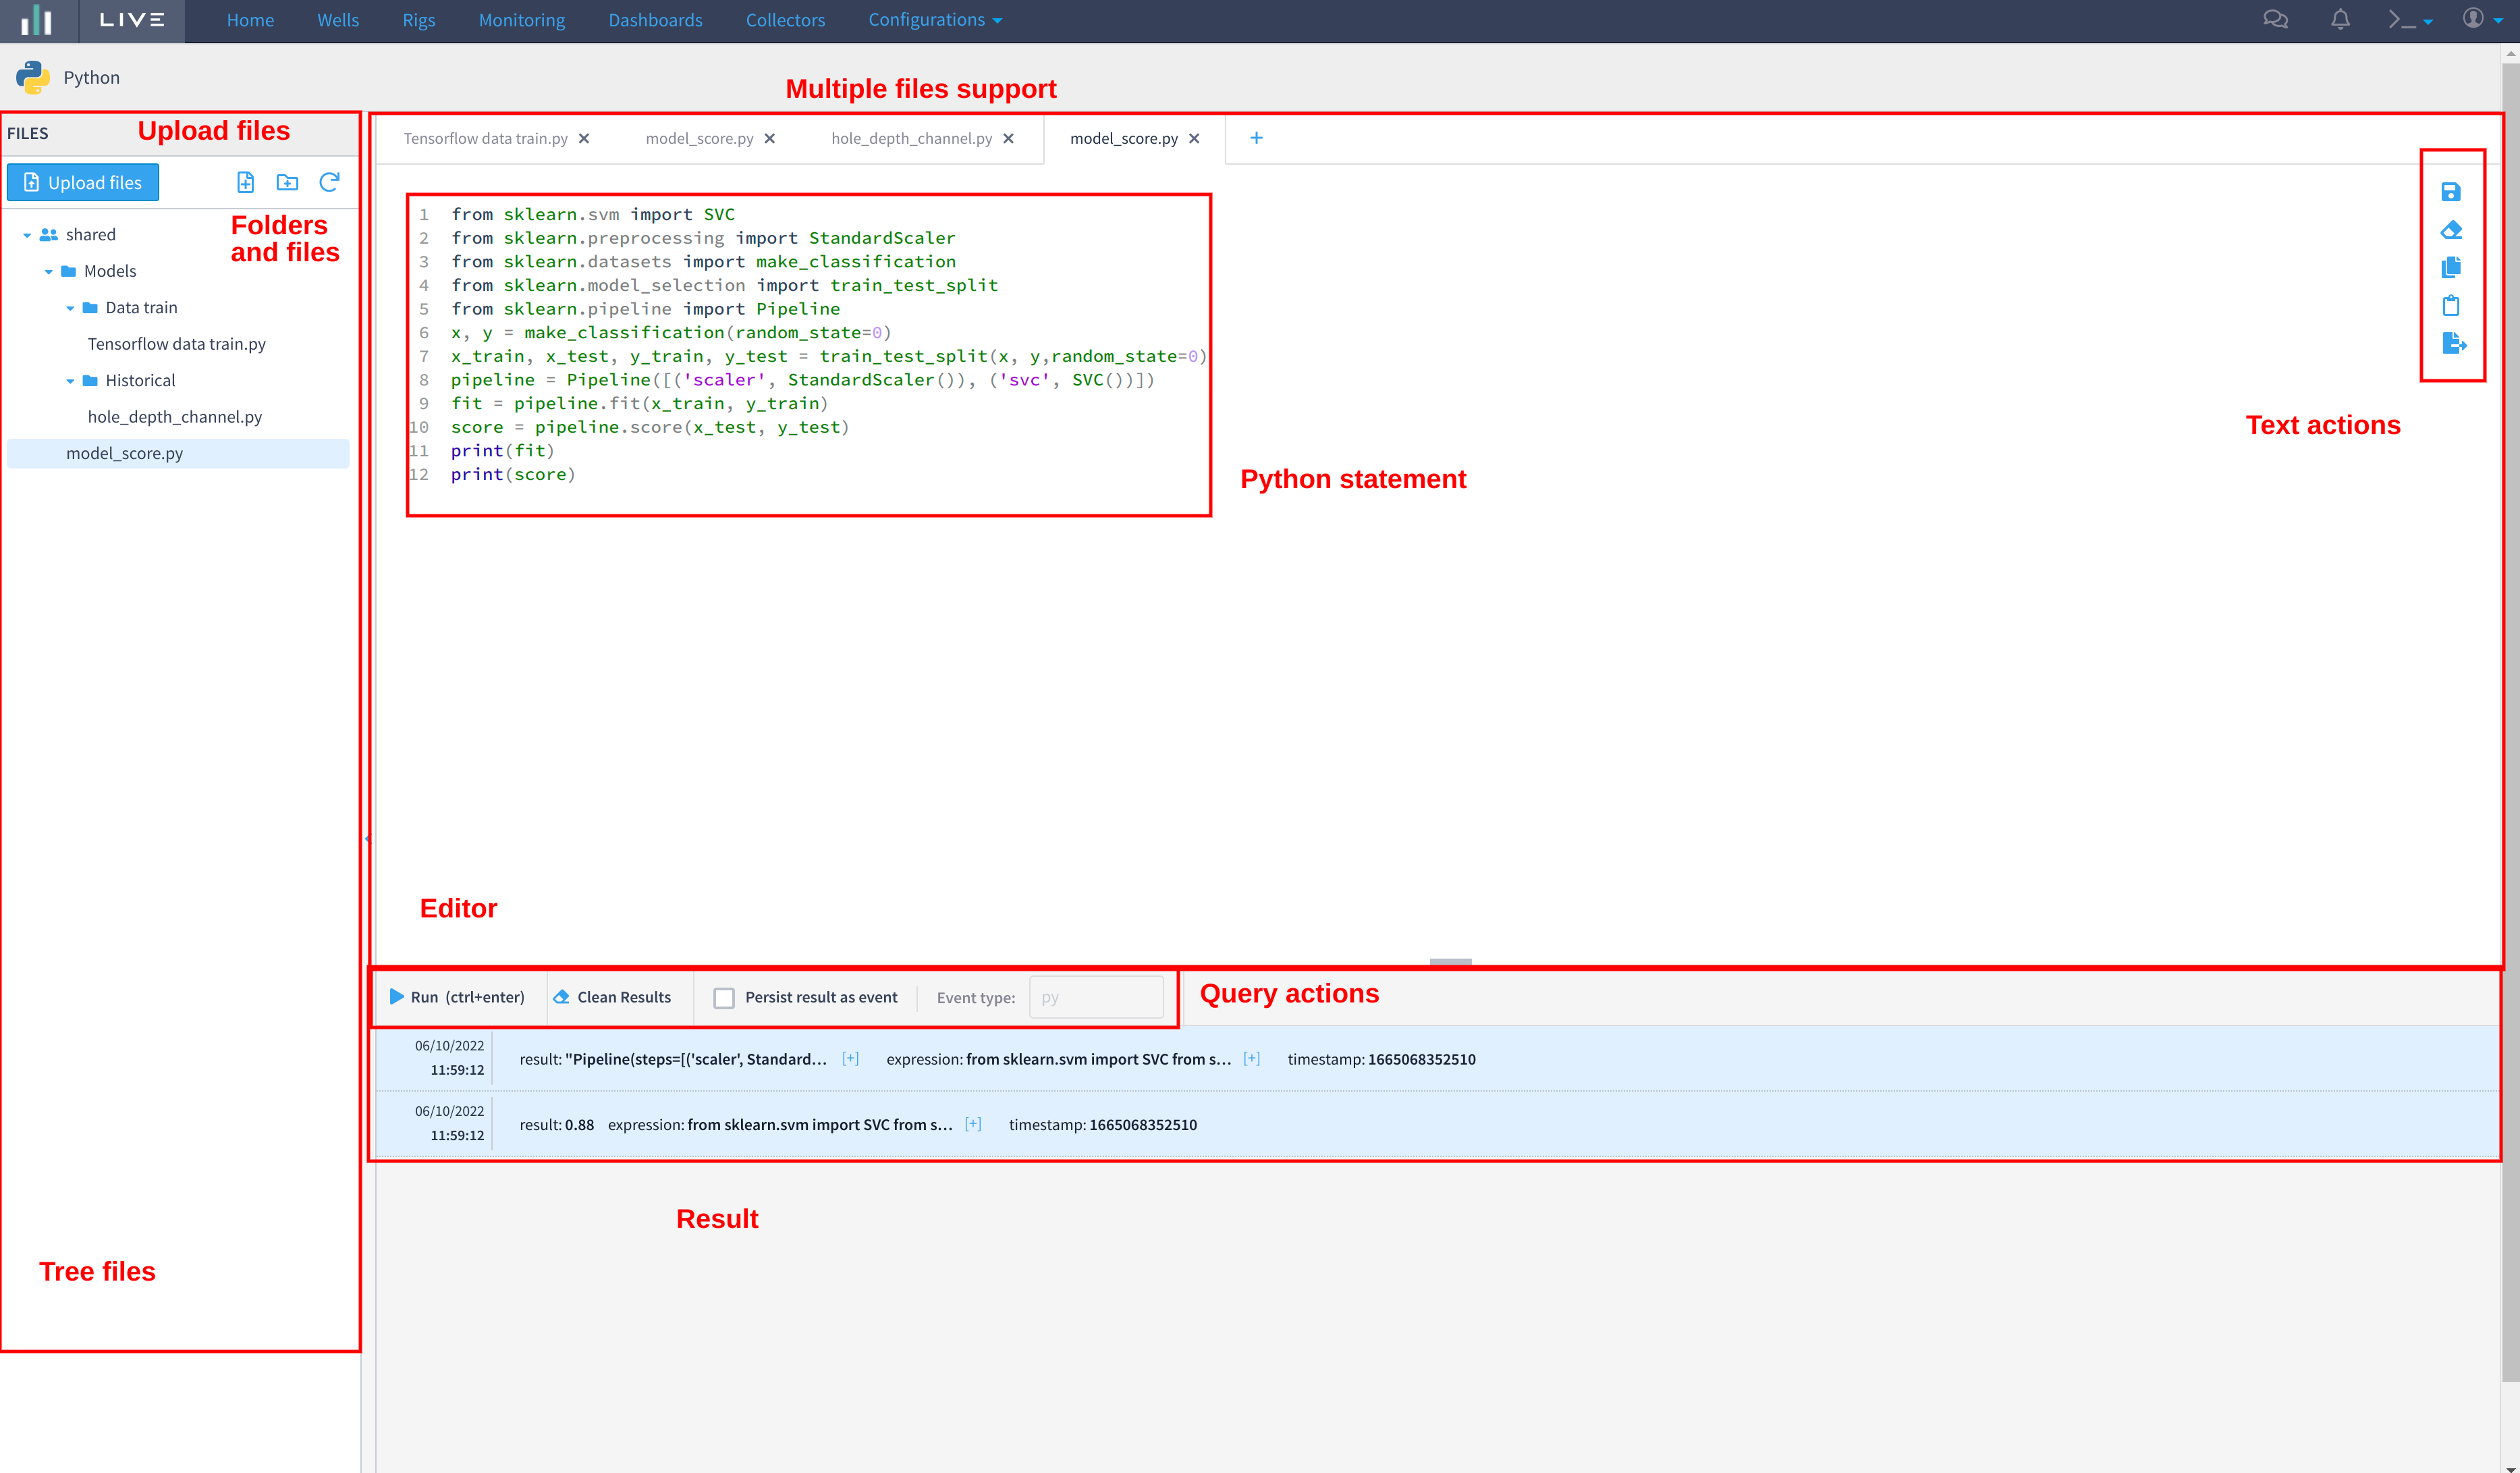 LIVE Home Wells Rigs Monitoring Dashboards Collectors Configurations
Python
Multiple files support
FILES
Upload files
Upload files
Folders
and files
shared
Models
Data train
Tensorflow data train.py
Historical
hole_depth_channel.py
model_score.py
Tree files
Tensorflow data train.py model_score.py hole_depth_channel.py model_score.py +
1 from sklearn.svm import SVC
2 from sklearn.preprocessing import StandardScaler
3 from sklearn.datasets import make_classification
4 from sklearn.model_selection import train_test_split
5 from sklearn.pipeline import Pipeline
6 x, y = make_classification(random_state=0)
7 x_train, x_test, y_train, y_test = train_test_split(x, y,random_state=0)
8 pipeline = Pipeline([('scaler', StandardScaler()), ('svc', SVC())])
9 fit = pipeline.fit(x_train, y_train)
10 score = pipeline.score(x_test, y_test)
11 print(fit)
12 print(score)
Text actions
Python statement
Editor
Run (ctrl+enter) Clean Results Persist result as event Event type: py
Query actions
06/10/2022
11:59:12
result: "Pipeline(steps=[('scaler', Standard... [+] expression: from sklearn.svm import SVC from s... [+] timestamp: 1665068352510
06/10/2022
11:59:12
result: 0.88 expression: from sklearn.svm import SVC from s... [+] timestamp: 1665068352510
Result